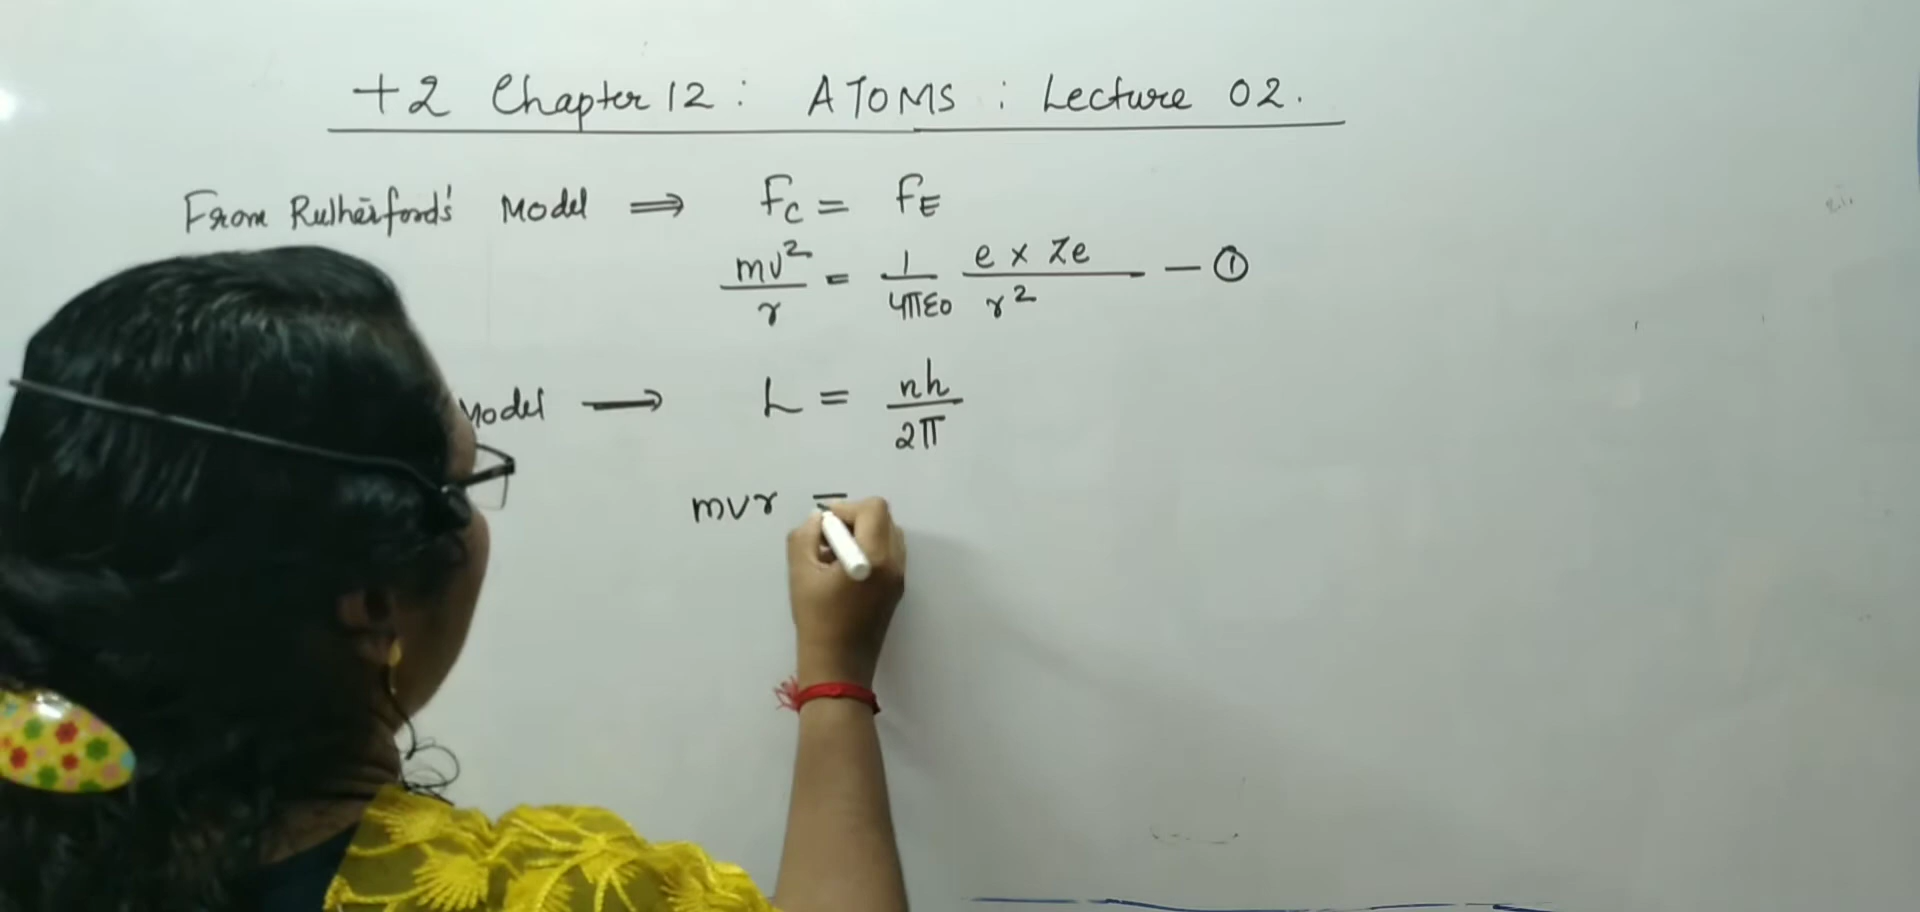 +2 Chapter 12 : ATOMS : Lecture 02.
From Rutherford's Model ⇒ Fc = FE
mv²/r = 1/4πε0 e x Ze/r² — ①
Model → L = nh/2π
mvr =